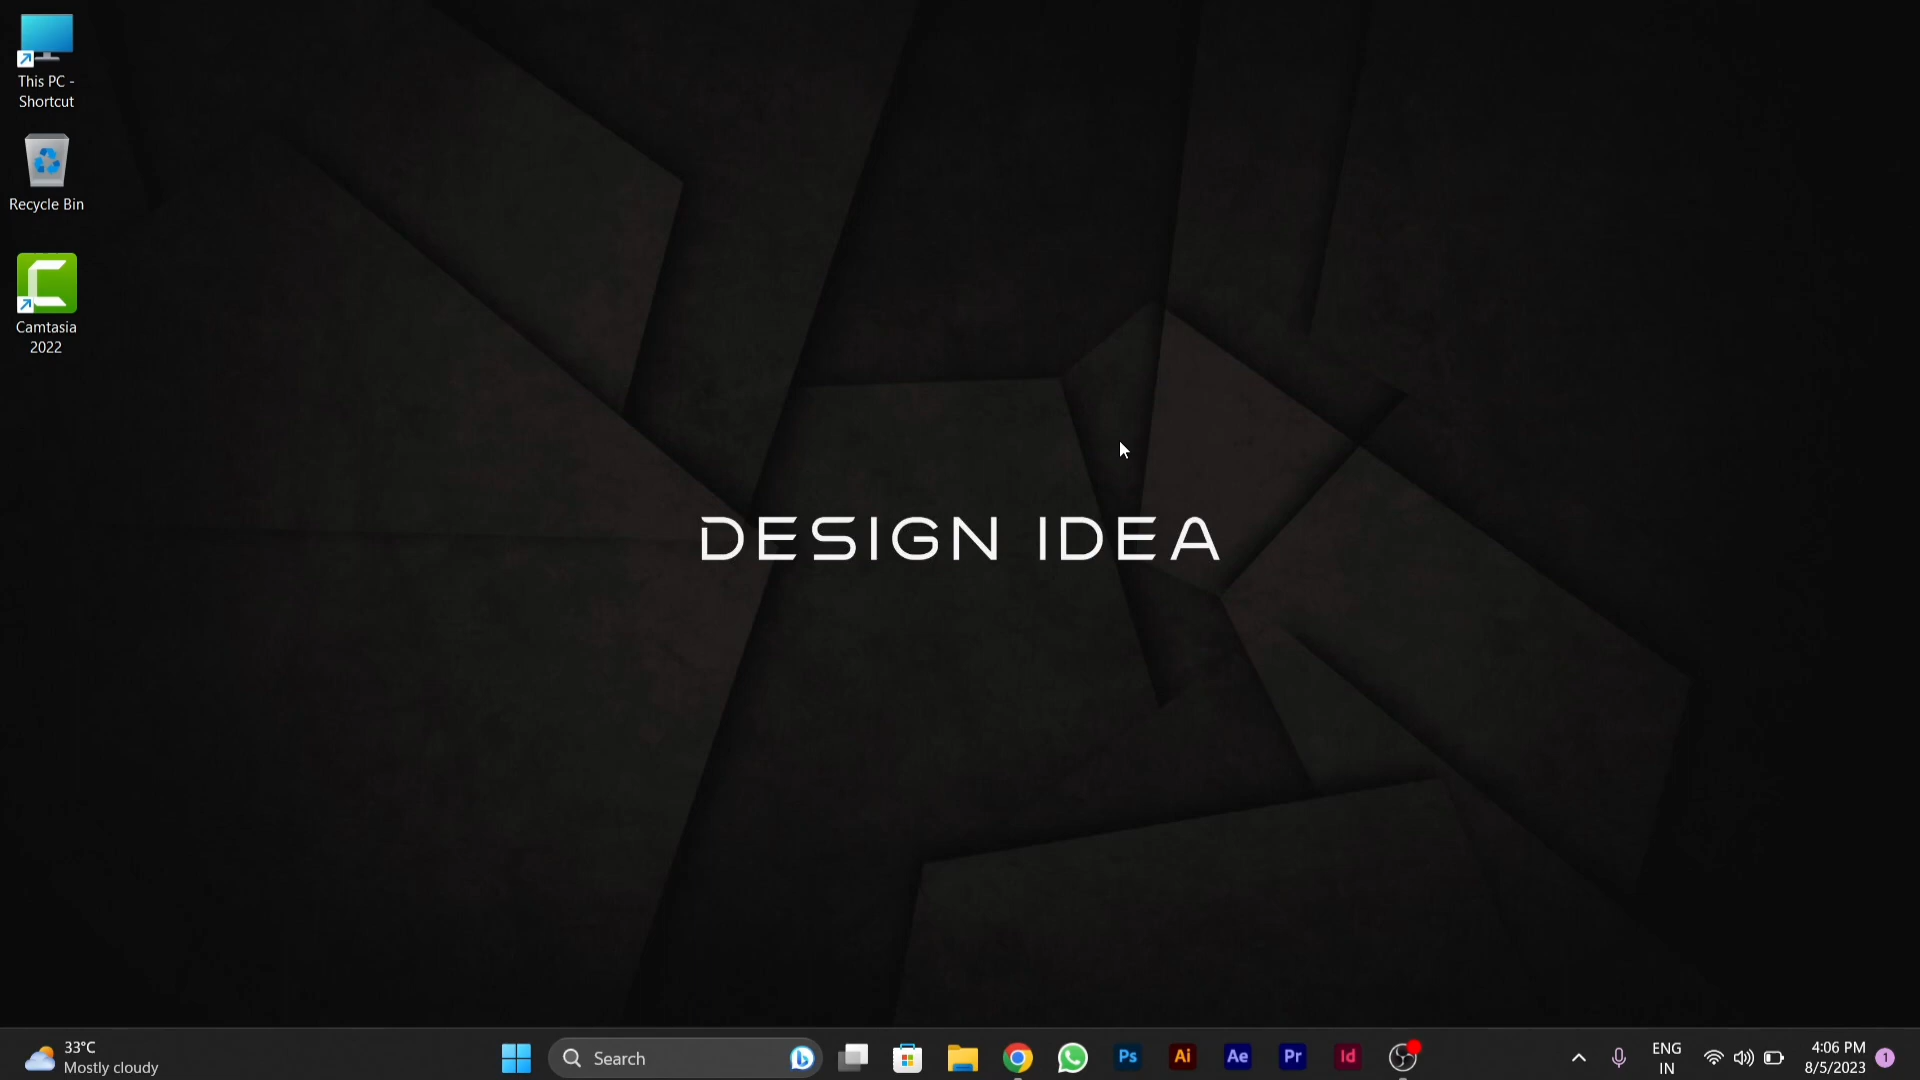 This PC -
Shortcut
Recycle Bin
Camtasia
2022
DESIGN IDEA
33°C
Mostly cloudy
Search
Ps
Ai
Ae
Pr
Id
ENG
IN
4:06 PM
8/5/2023
1